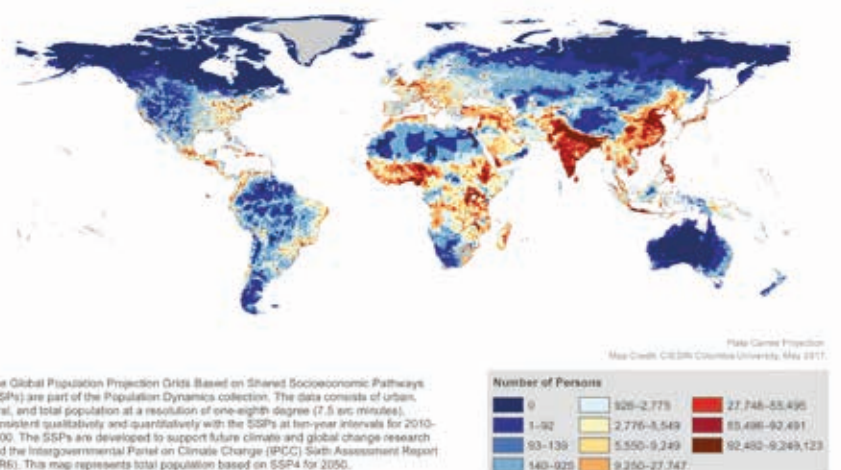 Plate Carree Projection
Map Credit: CIESIN Columbia University, May 2017.
e Global Population Projection Grids Based on Shared Socioeconomic Pathways
SPs) are part of the Population Dynamics collection. The data consists of urban,
al, and total population at a resolution of one-eighth degree (7.5 arc minutes),
nsistent qualitatively and quantitatively with the SSPs at ten-year intervals for 2010-
00. The SSPs are developed to support future climate and global change research
d the Intergovernmental Panel on Climate Change (IPCC) Sixth Assessment Report
R6). This map represents total population based on SSP4 for 2050.
Number of Persons
0
926–2,775
27,748–55,495
1–92
2,776–5,549
55,496–92,491
93–139
5,550–9,249
92,492–9,249,123
140–925
9,250–27,747